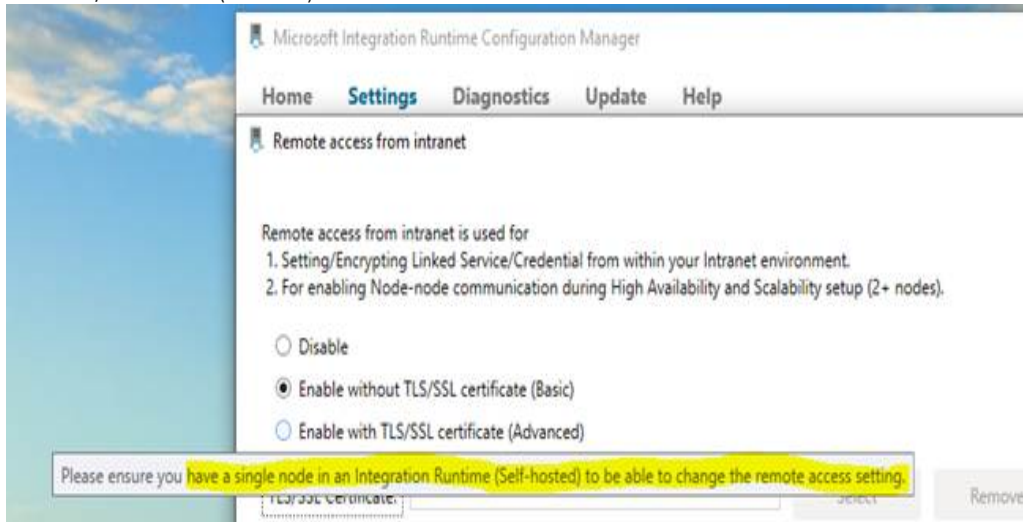 Microsoft Integration Runtime Configuration Manager
Home Settings Diagnostics Update Help
Remote access from intranet
Remote access from intranet is used for
1. Setting/Encrypting Linked Service/Credential from within your Intranet environment.
2. For enabling Node-node communication during High Availability and Scalability setup (2+ nodes).
Disable
Enable without TLS/SSL certificate (Basic)
Enable with TLS/SSL certificate (Advanced)
Please ensure you have a single node in an Integration Runtime (Self-hosted) to be able to change the remote access setting.
TLS/SSL Certificate: Select Remove